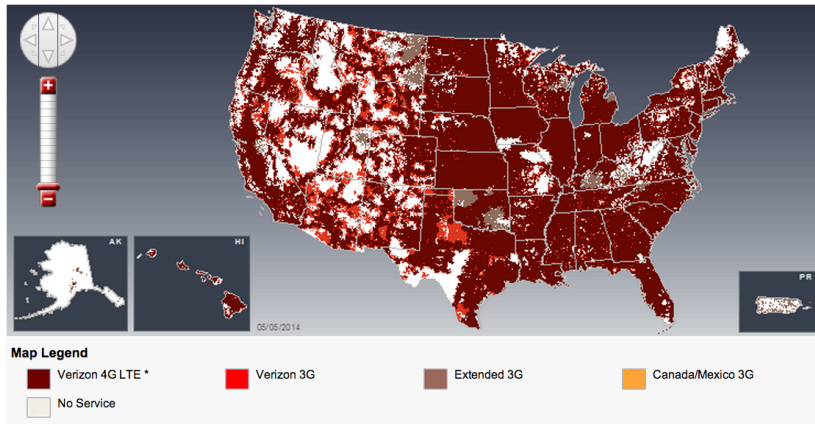 AK
HI
PR
05/05/2014
Map Legend
Verizon 4G LTE *
Verizon 3G
Extended 3G
Canada/Mexico 3G
No Service